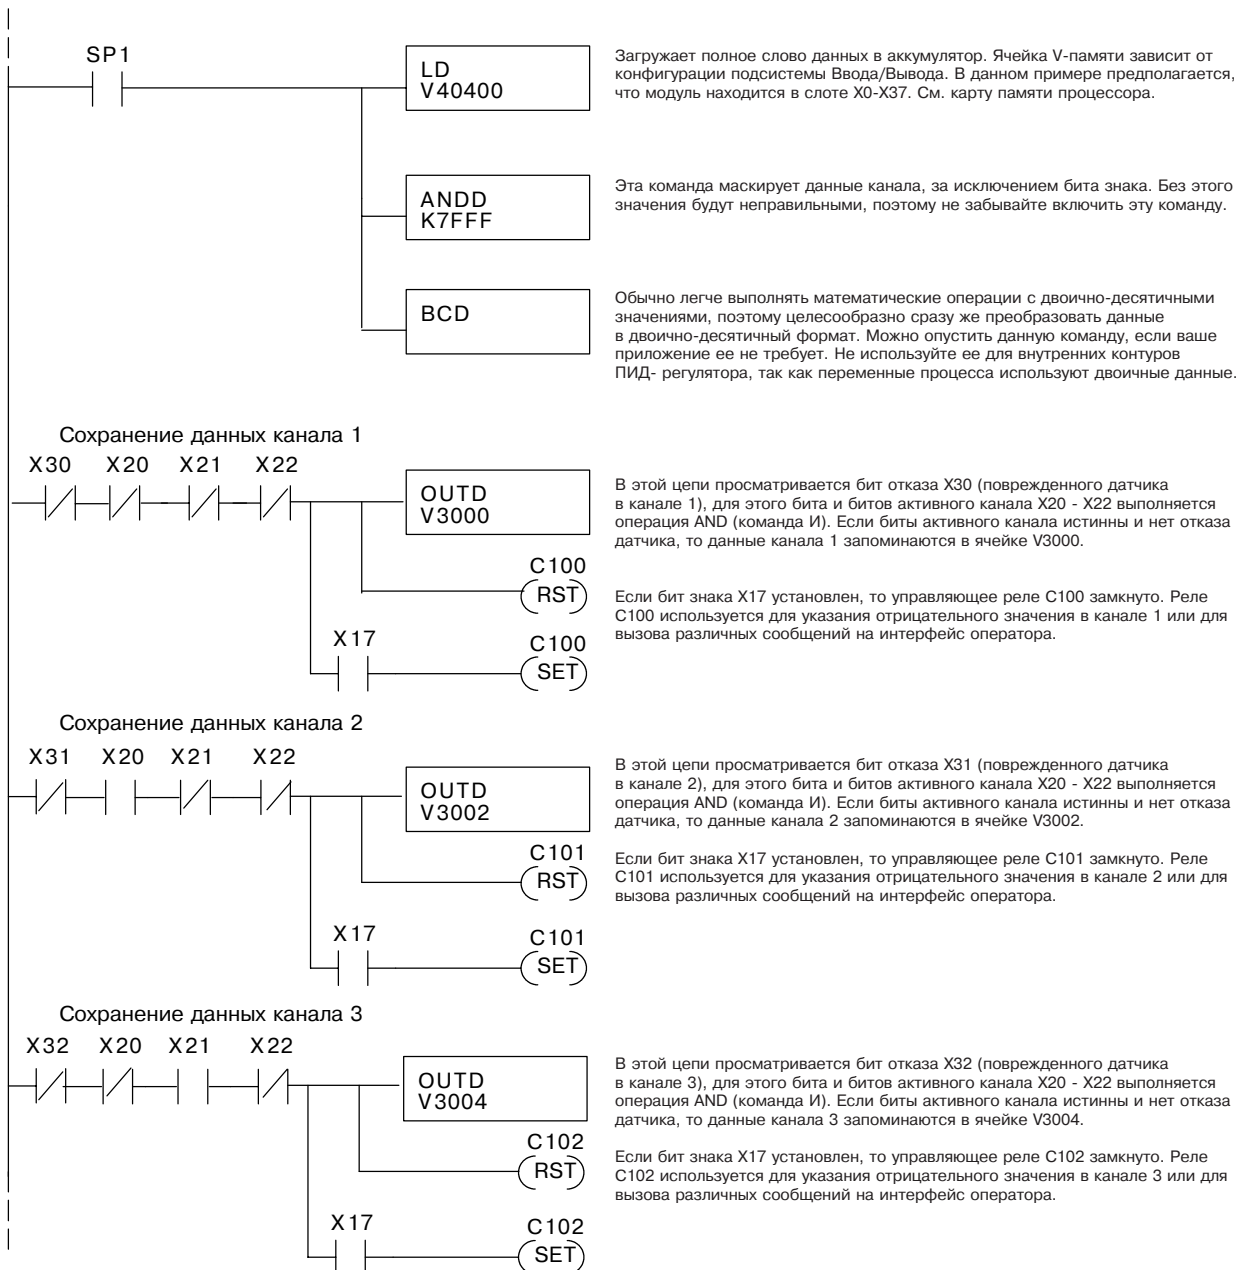 SP1
LD
V40400
Загружает полное слово данных в аккумулятор. Ячейка V-памяти зависит от
конфигурации подсистемы Ввода/Вывода. В данном примере предполагается,
что модуль находится в слоте X0-X37. См. карту памяти процессора.
ANDD
K7FFF
Эта команда маскирует данные канала, за исключением бита знака. Без этого
значения будут неправильными, поэтому не забывайте включить эту команду.
BCD
Обычно легче выполнять математические операции с двоично-десятичными
значениями, поэтому целесообразно сразу же преобразовать данные
в двоично-десятичный формат. Можно опустить данную команду, если ваше
приложение ее не требует. Не используйте ее для внутренних контуров
ПИД- регулятора, так как переменные процесса используют двоичные данные.
Сохранение данных канала 1
X30 X20 X21 X22
OUTD
V3000
C100
RST
X17
C100
SET
В этой цепи просматривается бит отказа X30 (поврежденного датчика
в канале 1), для этого бита и битов активного канала X20 - X22 выполняется
операция AND (команда И). Если биты активного канала истинны и нет отказа
датчика, то данные канала 1 запоминаются в ячейке V3000.
Если бит знака X17 установлен, то управляющее реле C100 замкнуто. Реле
C100 используется для указания отрицательного значения в канале 1 или для
вызова различных сообщений на интерфейс оператора.
Сохранение данных канала 2
X31 X20 X21 X22
OUTD
V3002
C101
RST
X17
C101
SET
В этой цепи просматривается бит отказа X31 (поврежденного датчика
в канале 2), для этого бита и битов активного канала X20 - X22 выполняется
операция AND (команда И). Если биты активного канала истинны и нет отказа
датчика, то данные канала 2 запоминаются в ячейке V3002.
Если бит знака X17 установлен, то управляющее реле C101 замкнуто. Реле
C101 используется для указания отрицательного значения в канале 2 или для
вызова различных сообщений на интерфейс оператора.
Сохранение данных канала 3
X32 X20 X21 X22
OUTD
V3004
C102
RST
X17
C102
SET
В этой цепи просматривается бит отказа X32 (поврежденного датчика
в канале 3), для этого бита и битов активного канала X20 - X22 выполняется
операция AND (команда И). Если биты активного канала истинны и нет отказа
датчика, то данные канала 3 запоминаются в ячейке V3004.
Если бит знака X17 установлен, то управляющее реле C102 замкнуто. Реле
C102 используется для указания отрицательного значения в канале 3 или для
вызова различных сообщений на интерфейс оператора.